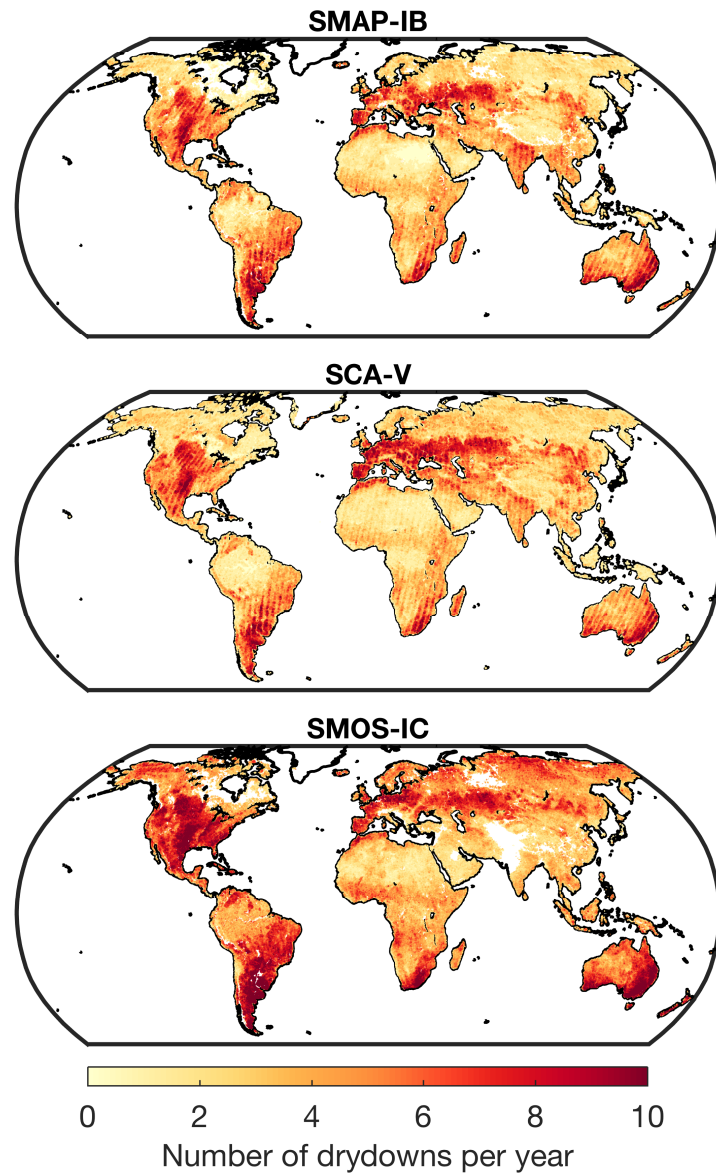 SMAP-IB
SCA-V
SMOS-IC
0 2 4 6 8 10
Number of drydowns per year